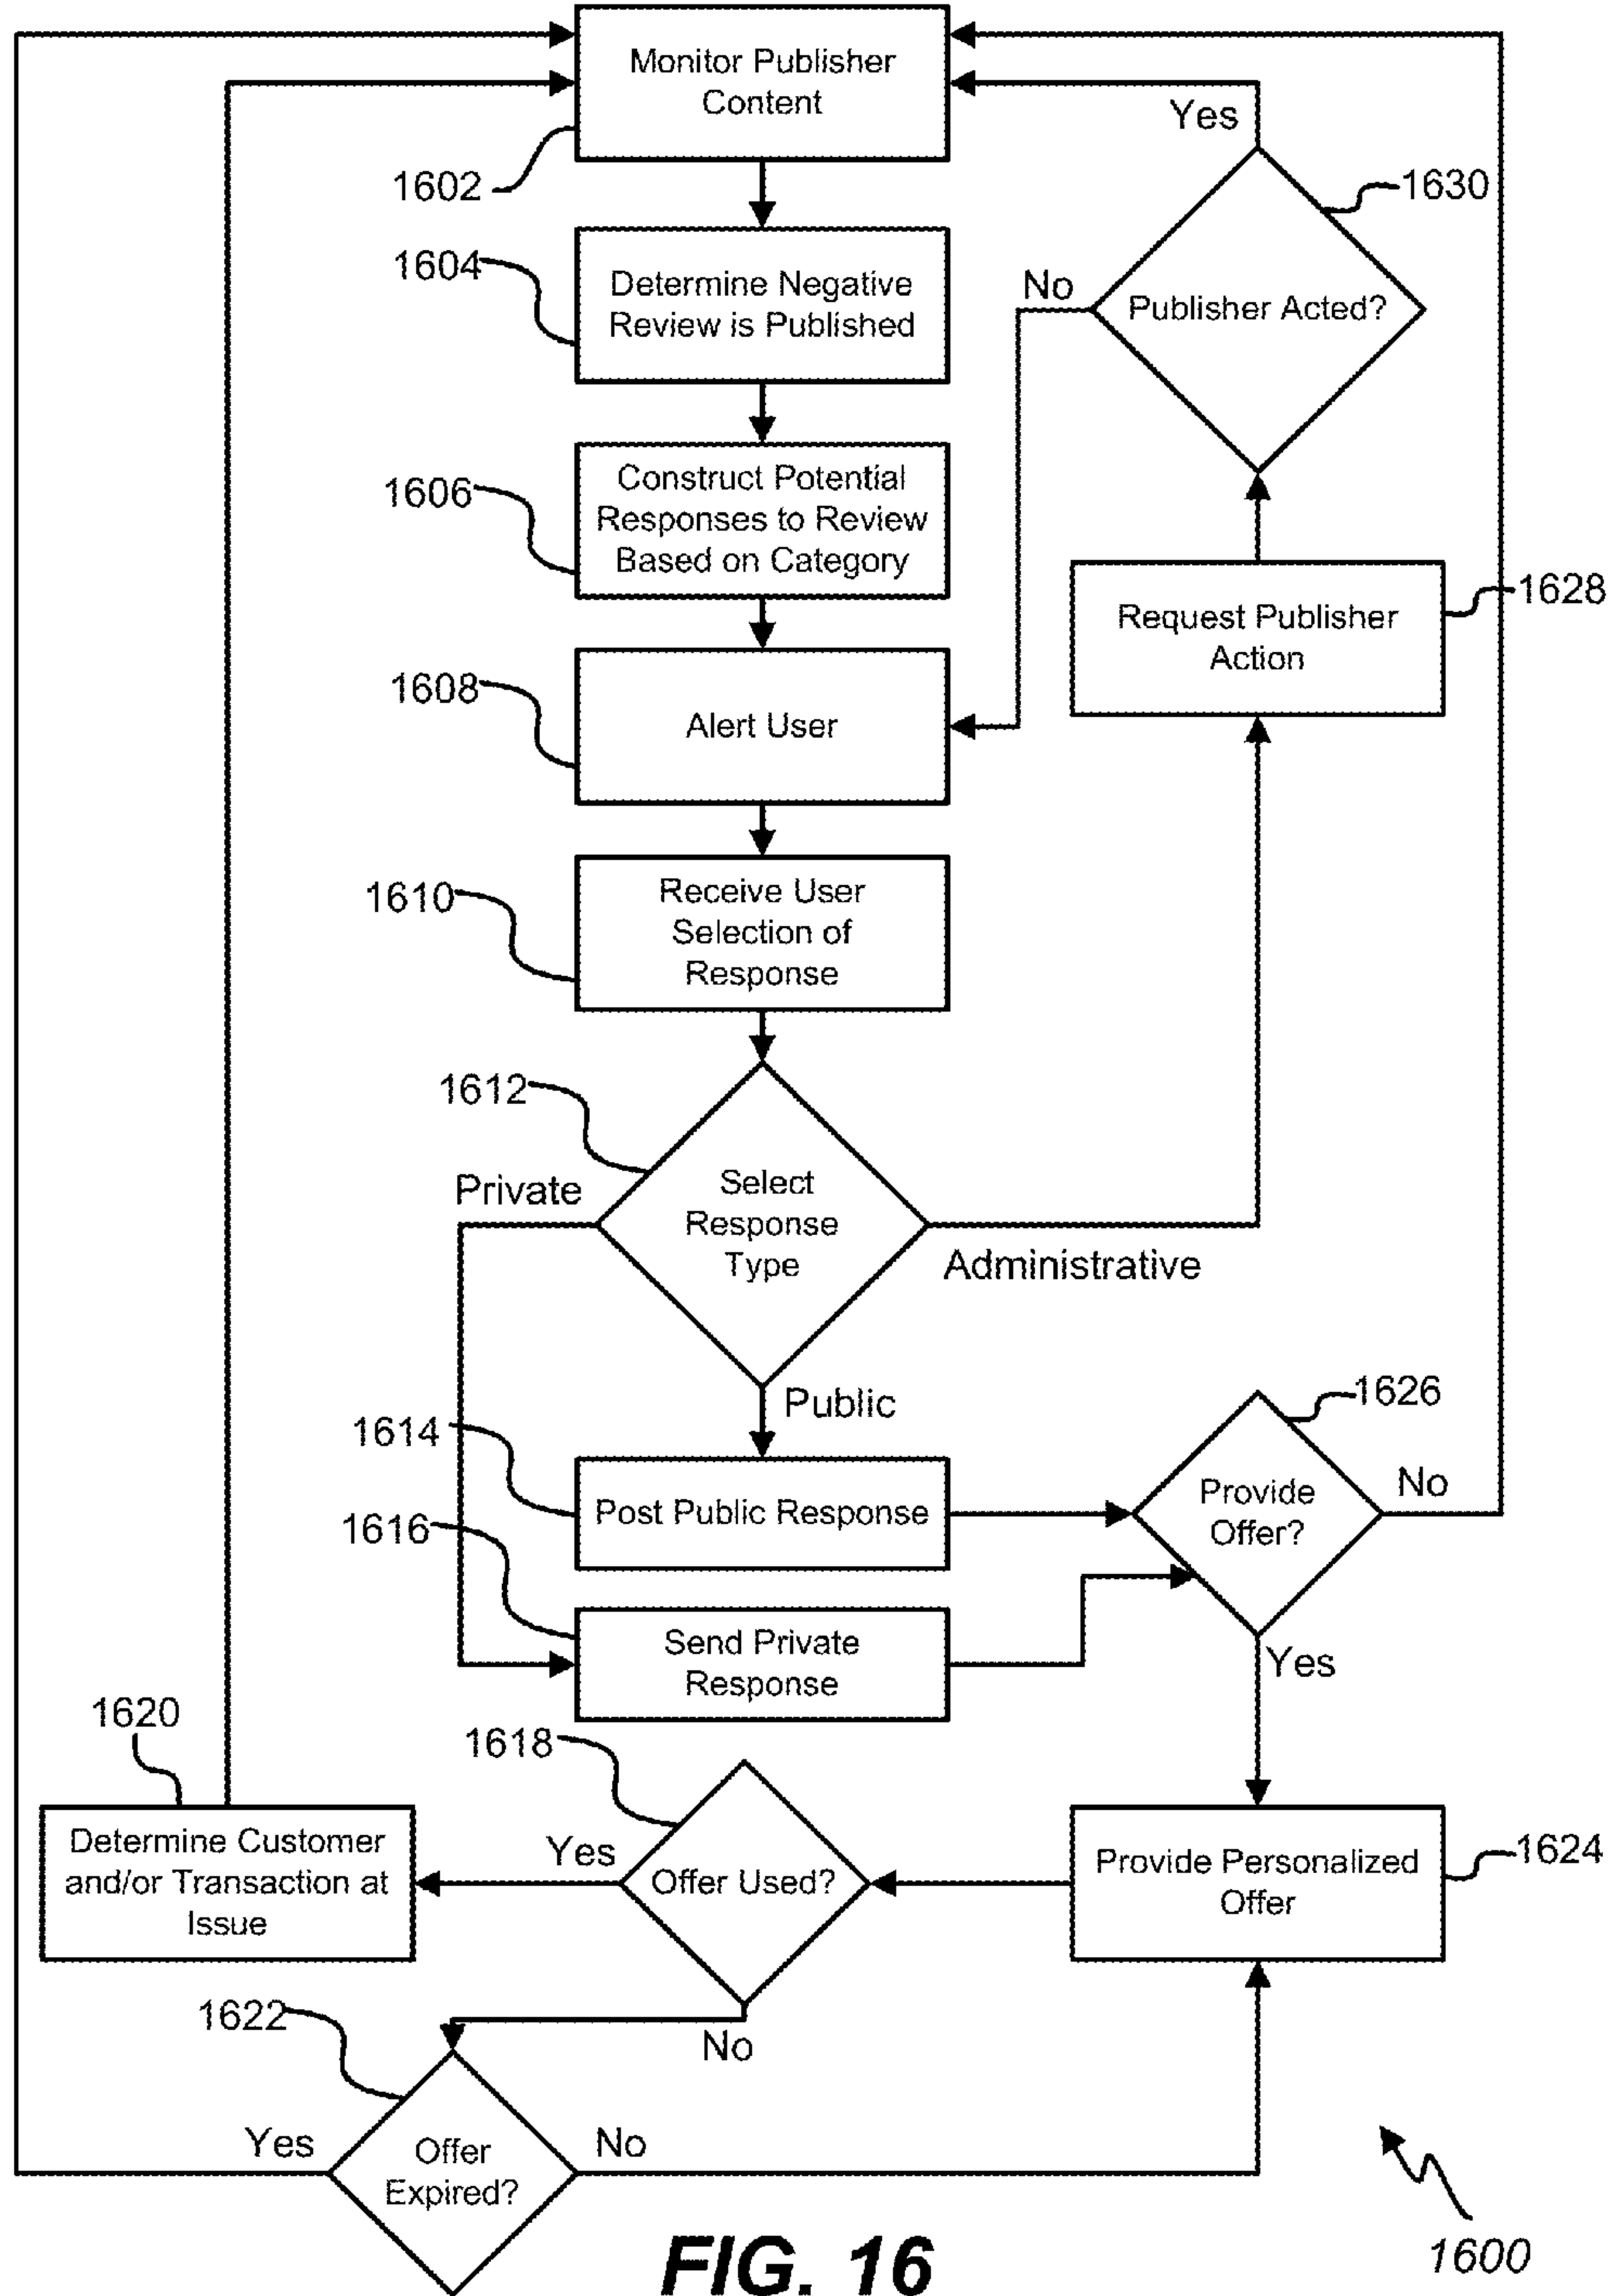 Monitor Publisher
Content
1602
Yes
1630
1604
Determine Negative
Review is Published
No
Publisher Acted?
1606
Construct Potential
Responses to Review
Based on Category
1628
Request Publisher
Action
1608
Alert User
1610
Receive User
Selection of
Response
1612
Private
Select
Response
Type
Administrative
Public
1626
1614
Post Public Response
Provide
Offer?
No
1616
Send Private
Response
Yes
1620
1618
Determine Customer
and/or Transaction at
Issue
Yes
Offer Used?
Provide Personalized
Offer
1624
1622
No
Yes
Offer
Expired?
No
FIG. 16
1600